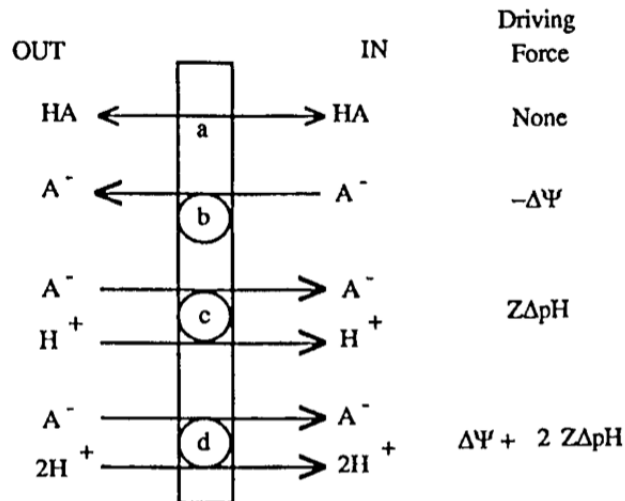 Driving
OUT IN Force
HA a HA None
A⁻ b A⁻ −ΔΨ
A⁻ A⁻
c ZΔpH
H⁺ H⁺
A⁻ A⁻
d ΔΨ + 2 ZΔpH
2H⁺ 2H⁺